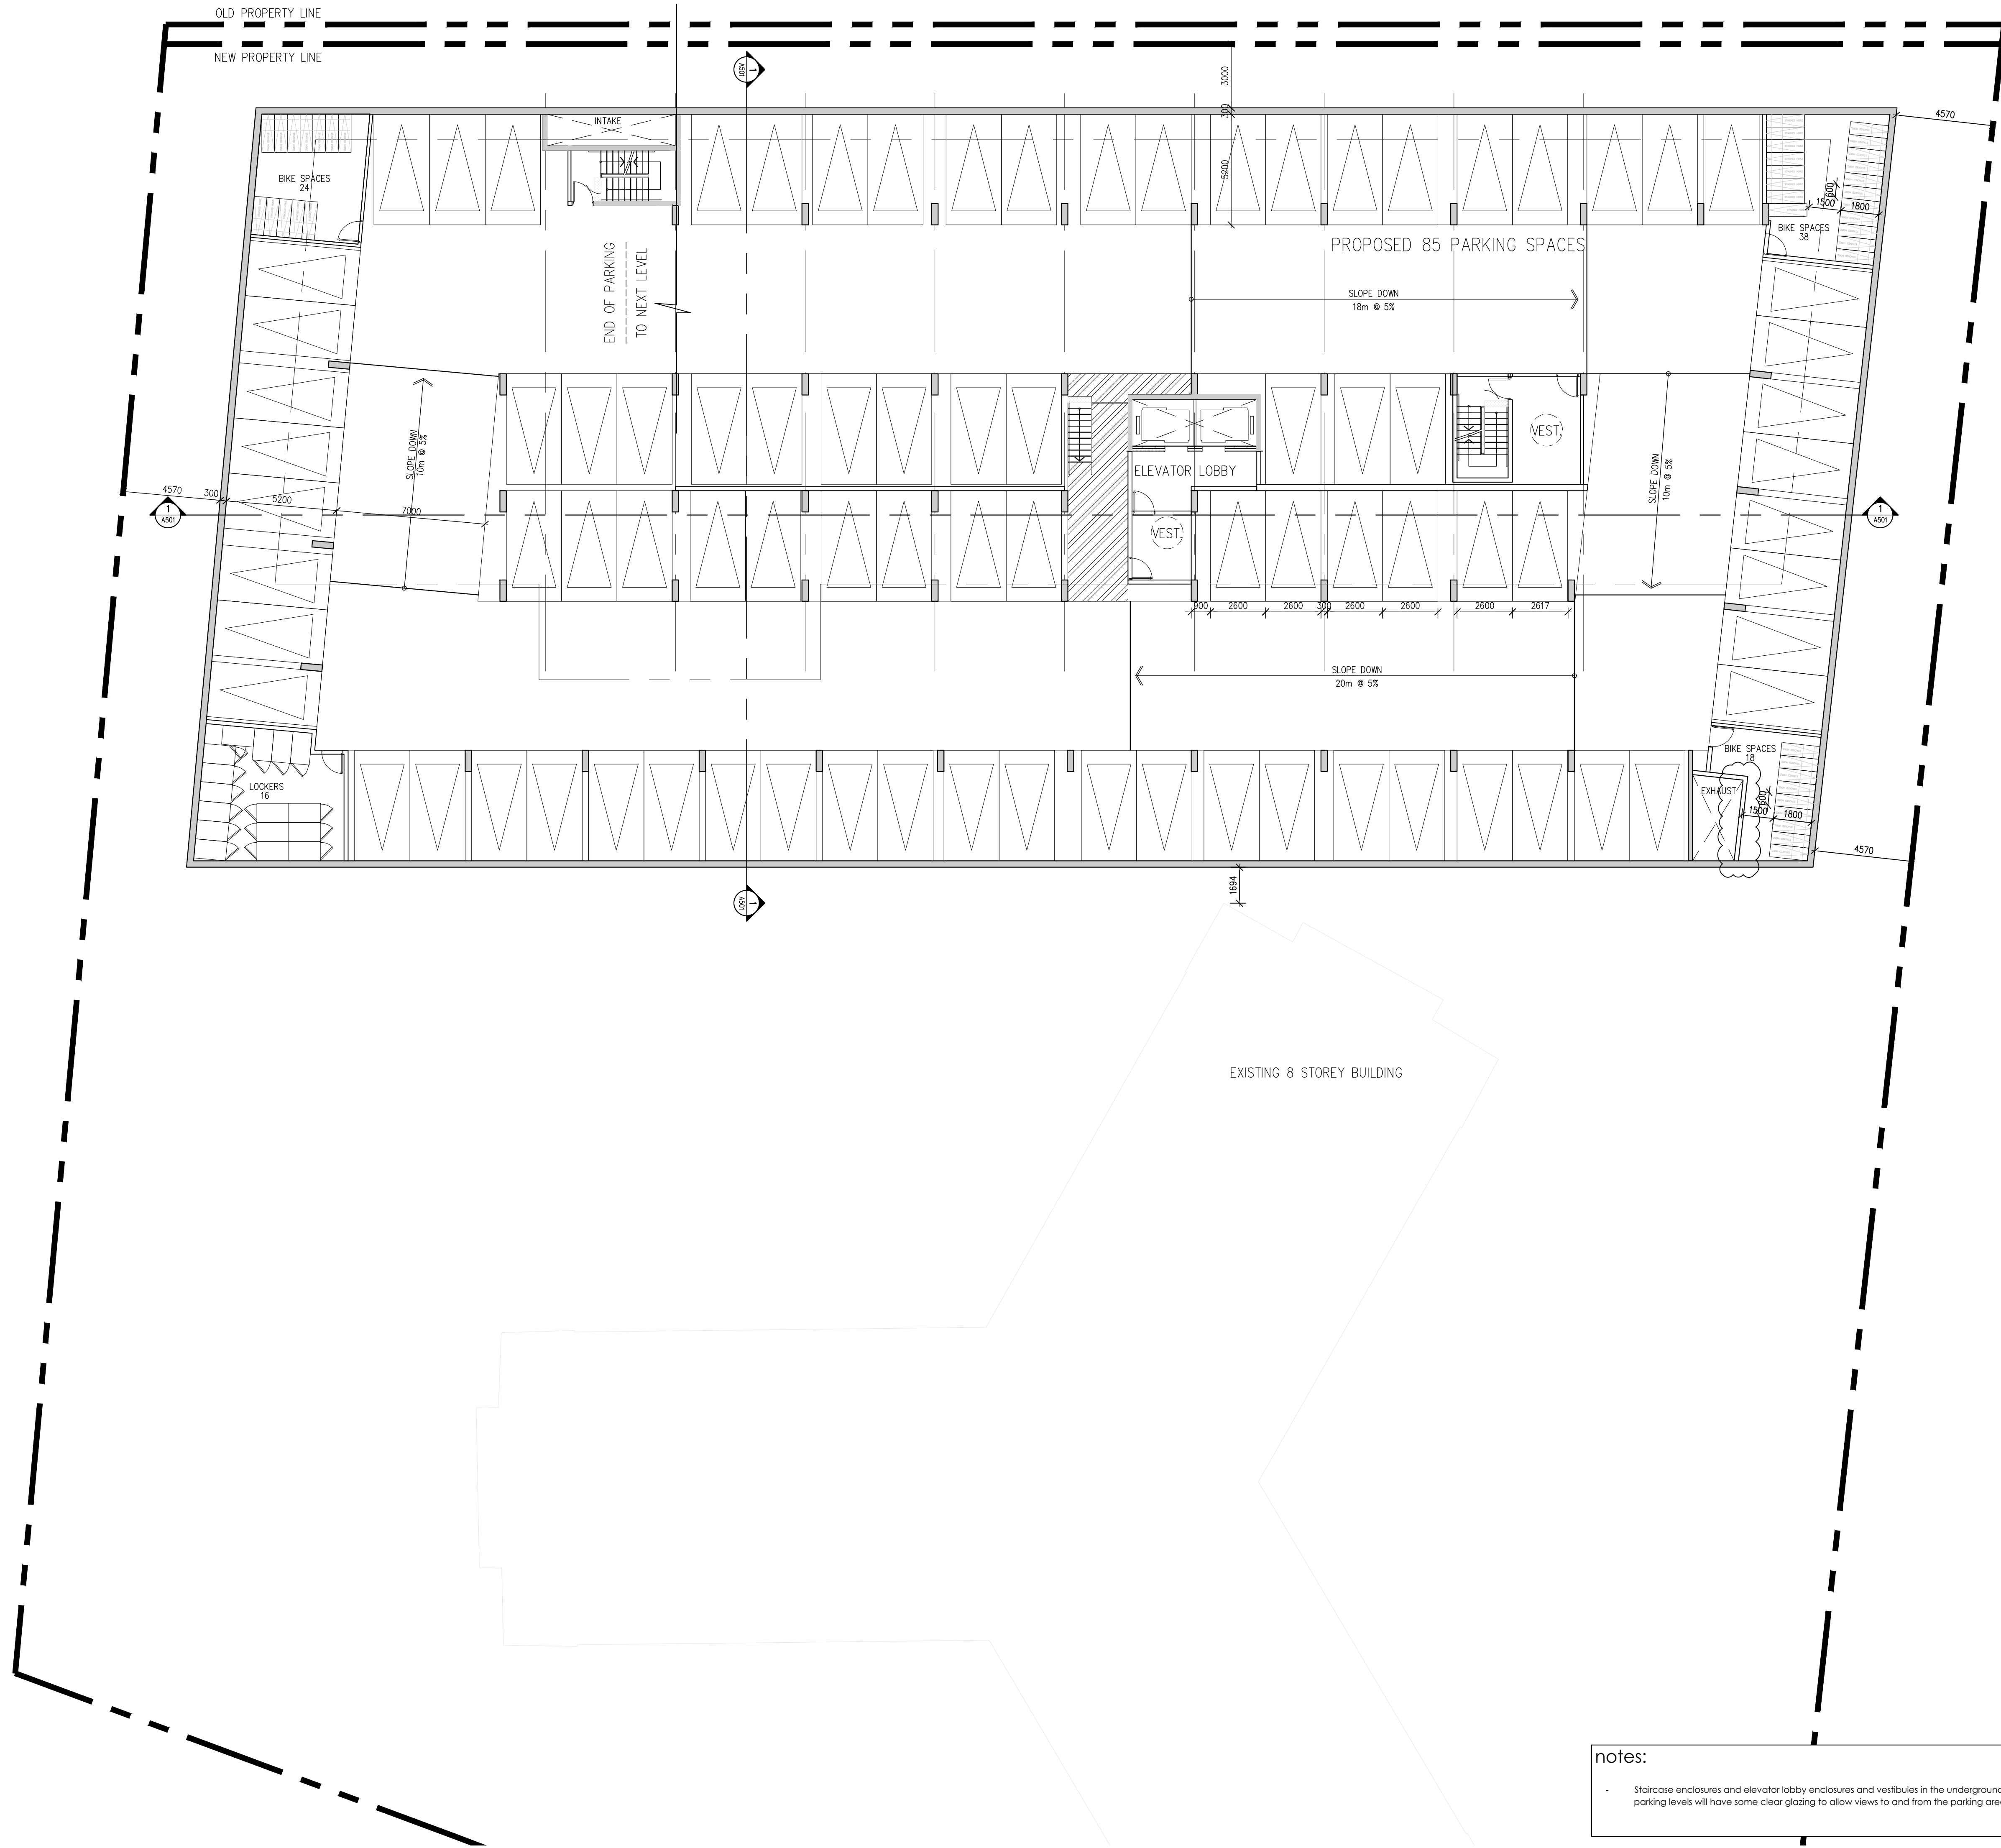 OLD PROPERTY LINE
NEW PROPERTY LINE
1
A501
3000
300
5200
4570
INTAKE
BIKE SPACES
24
600
1500
1800
BIKE SPACES
38
PROPOSED 85 PARKING SPACES
END OF PARKING
TO NEXT LEVEL
SLOPE DOWN
18m @ 5%
SLOPE DOWN
10m @ 5%
VEST.
ELEVATOR LOBBY
SLOPE DOWN
10m @ 5%
4570
300
5200
7000
1
A501
1
A501
VEST.
900
2600
2600
300
2600
2600
2600
2617
SLOPE DOWN
20m @ 5%
BIKE SPACES
18
LOCKERS
16
EXHAUST
600
1500
1800
4570
1694
1
A501
EXISTING 8 STOREY BUILDING
notes:
- Staircase enclosures and elevator lobby enclosures and vestibules in the underground
parking levels will have some clear glazing to allow views to and from the parking are